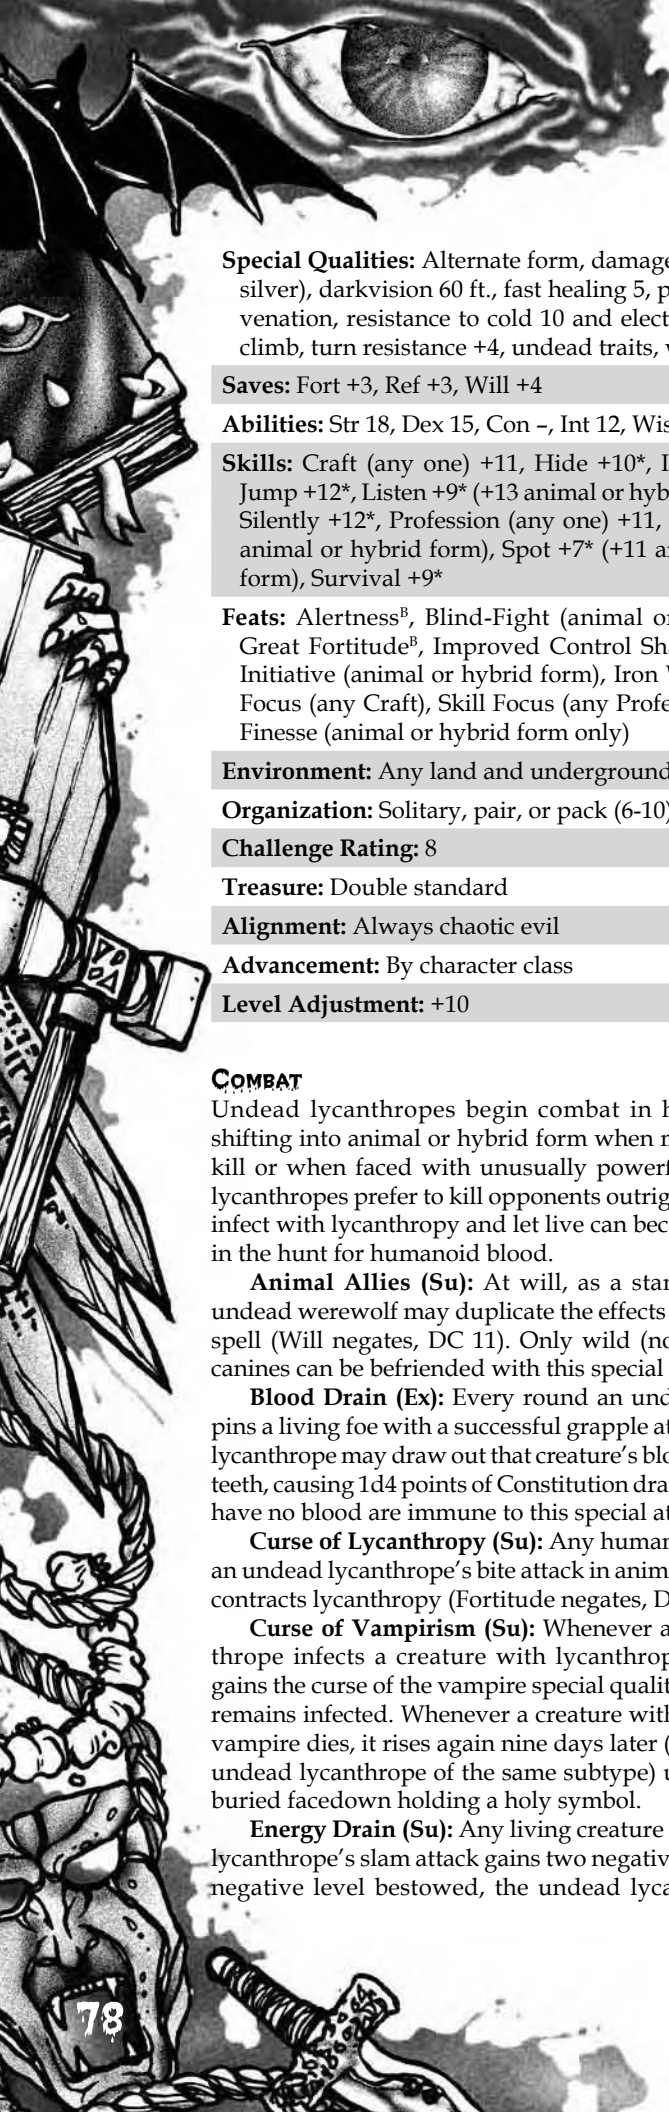 Special Qualities: Alternate form, damage
silver), darkvision 60 ft., fast healing 5, p
venation, resistance to cold 10 and elect
climb, turn resistance +4, undead traits, w
Saves: Fort +3, Ref +3, Will +4
Abilities: Str 18, Dex 15, Con –, Int 12, Wis
Skills: Craft (any one) +11, Hide +10*, I
Jump +12*, Listen +9* (+13 animal or hyb
Silently +12*, Profession (any one) +11,
animal or hybrid form), Spot +7* (+11 a
form), Survival +9*
Feats: Alertnessᴮ, Blind-Fight (animal o
Great Fortitudeᴮ, Improved Control Sh
Initiative (animal or hybrid form), Iron
Focus (any Craft), Skill Focus (any Profe
Finesse (animal or hybrid form only)
Environment: Any land and underground
Organization: Solitary, pair, or pack (6-10)
Challenge Rating: 8
Treasure: Double standard
Alignment: Always chaotic evil
Advancement: By character class
Level Adjustment: +10
Combat
Undead lycanthropes begin combat in h
shifting into animal or hybrid form when m
kill or when faced with unusually powerf
lycanthropes prefer to kill opponents outrig
infect with lycanthropy and let live can bec
in the hunt for humanoid blood.
Animal Allies (Su): At will, as a stan
undead werewolf may duplicate the effects
spell (Will negates, DC 11). Only wild (no
canines can be befriended with this special
Blood Drain (Ex): Every round an und
pins a living foe with a successful grapple at
lycanthrope may draw out that creature's blo
teeth, causing 1d4 points of Constitution dra
have no blood are immune to this special at
Curse of Lycanthropy (Su): Any human
an undead lycanthrope's bite attack in anim
contracts lycanthropy (Fortitude negates, D
Curse of Vampirism (Su): Whenever a
thrope infects a creature with lycanthrop
gains the curse of the vampire special qualit
remains infected. Whenever a creature with
vampire dies, it rises again nine days later (
undead lycanthrope of the same subtype) u
buried facedown holding a holy symbol.
Energy Drain (Su): Any living creature
lycanthrope's slam attack gains two negativ
negative level bestowed, the undead lyca
78